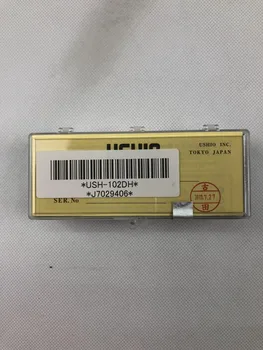 USHIO
USHIO INC.
TOKYO JAPAN
*USH-102DH*
*J7029406*
SER. No